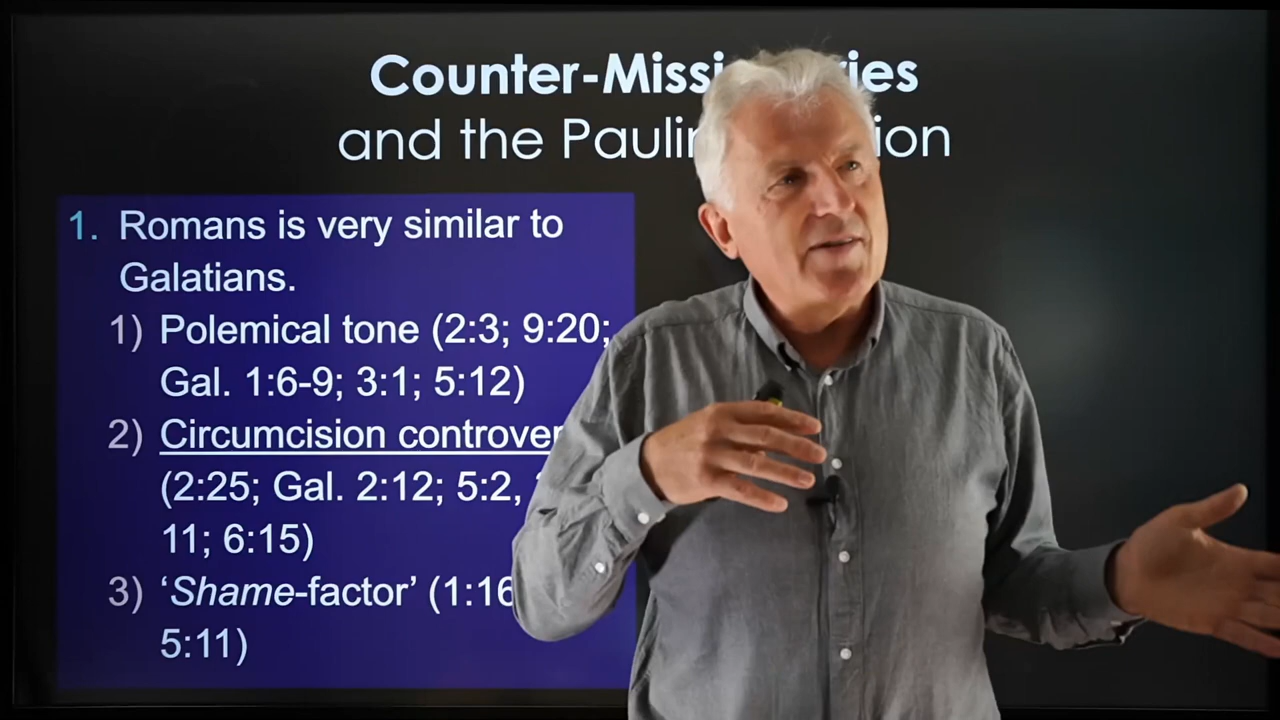 Counter-Missi ries
and the Paulin ion
1. Romans is very similar to
Galatians.
1) Polemical tone (2:3; 9:20;
Gal. 1:6-9; 3:1; 5:12)
2) Circumcision controver
(2:25; Gal. 2:12; 5:2,
11; 6:15)
3) ‘Shame-factor’ (1:16
5:11)